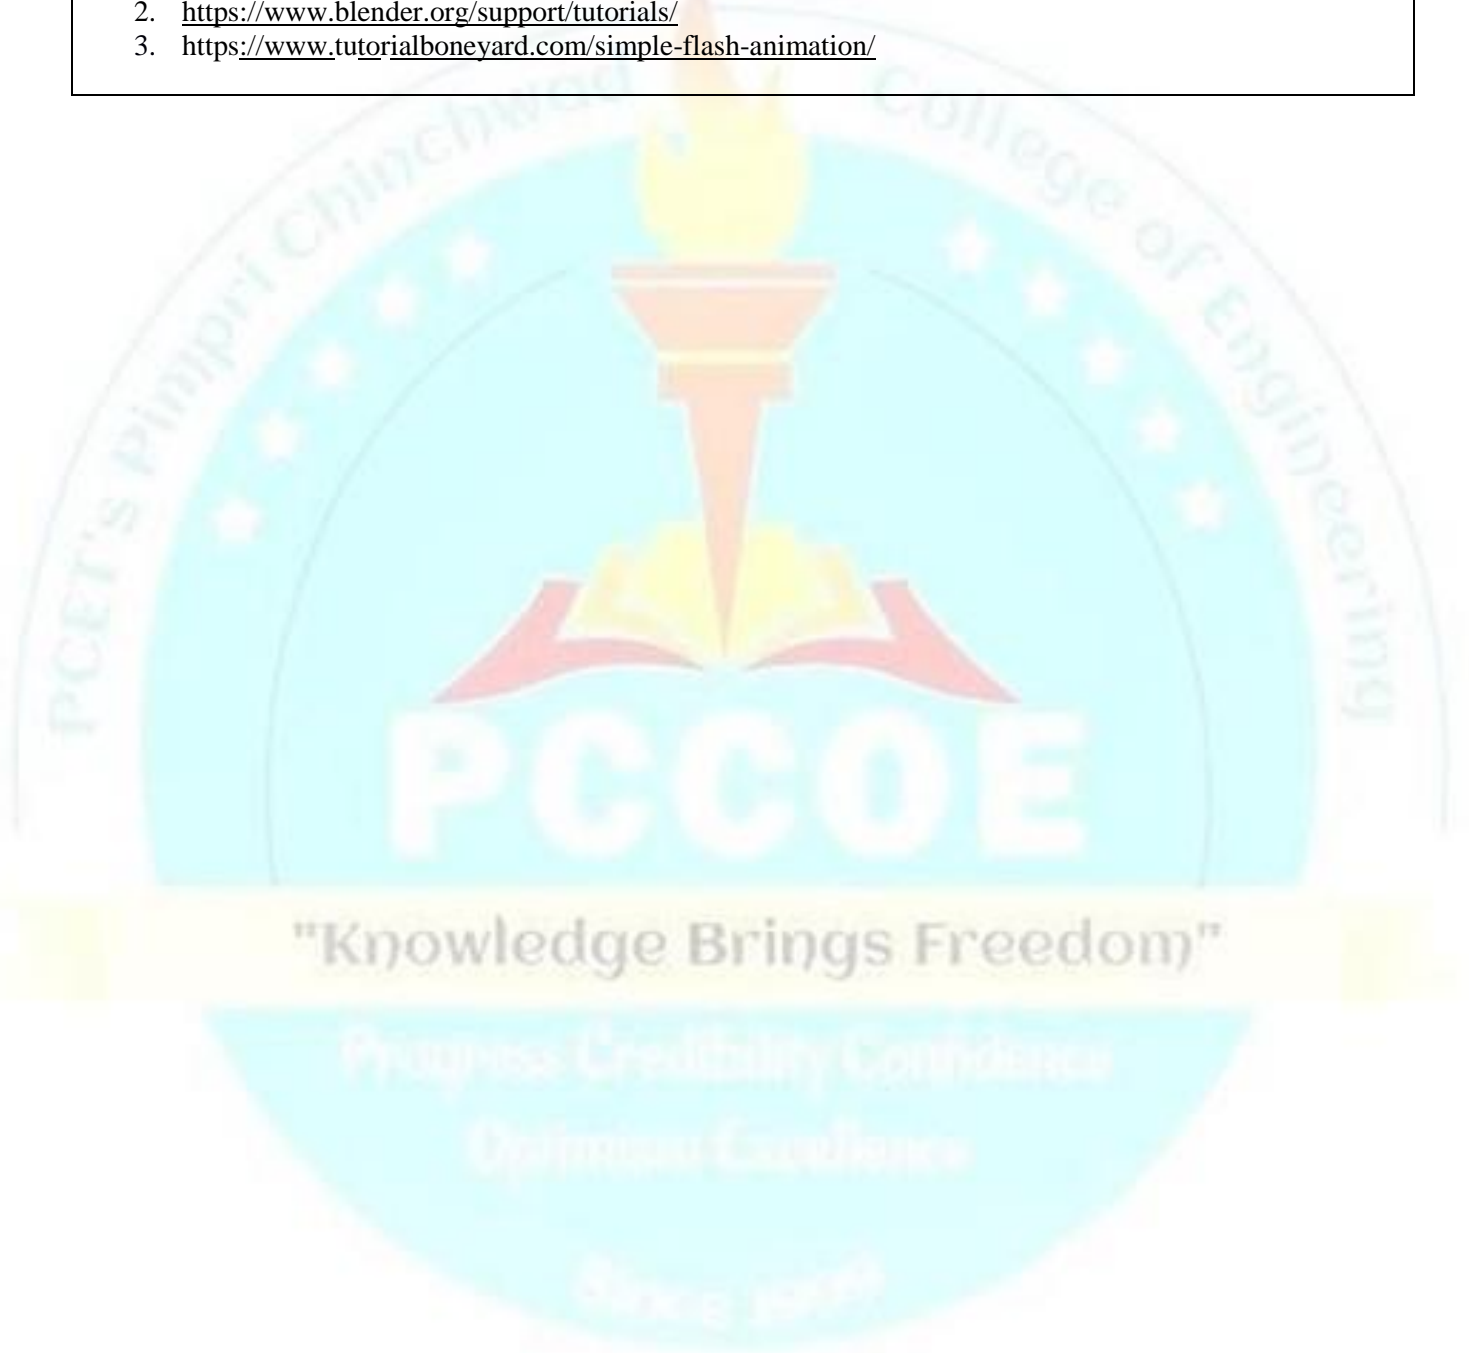 2. https://www.blender.org/support/tutorials/
3. https://www.tutorialboneyard.com/simple-flash-animation/
PCET's Pimpri Chinchwad College of Engineering
PCCOE
"Knowledge Brings Freedom"
Progress Credibility Confidence
Optimism Excellence
Since